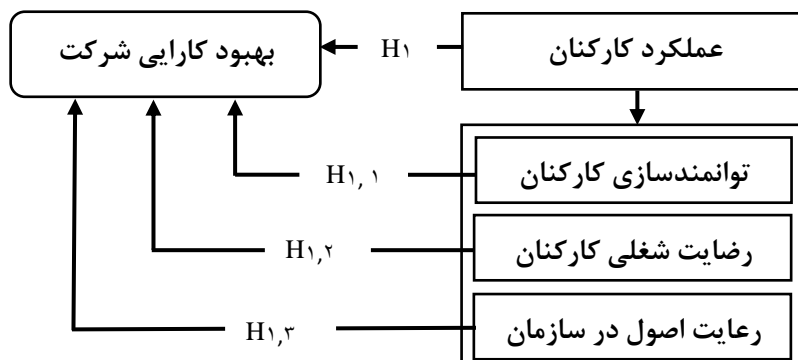 عملکرد کارکنان
H۱
بهبود کارایی شرکت
توانمندسازی کارکنان
H۱,۱
رضایت شغلی کارکنان
H۱,۲
رعایت اصول در سازمان
H۱,۳